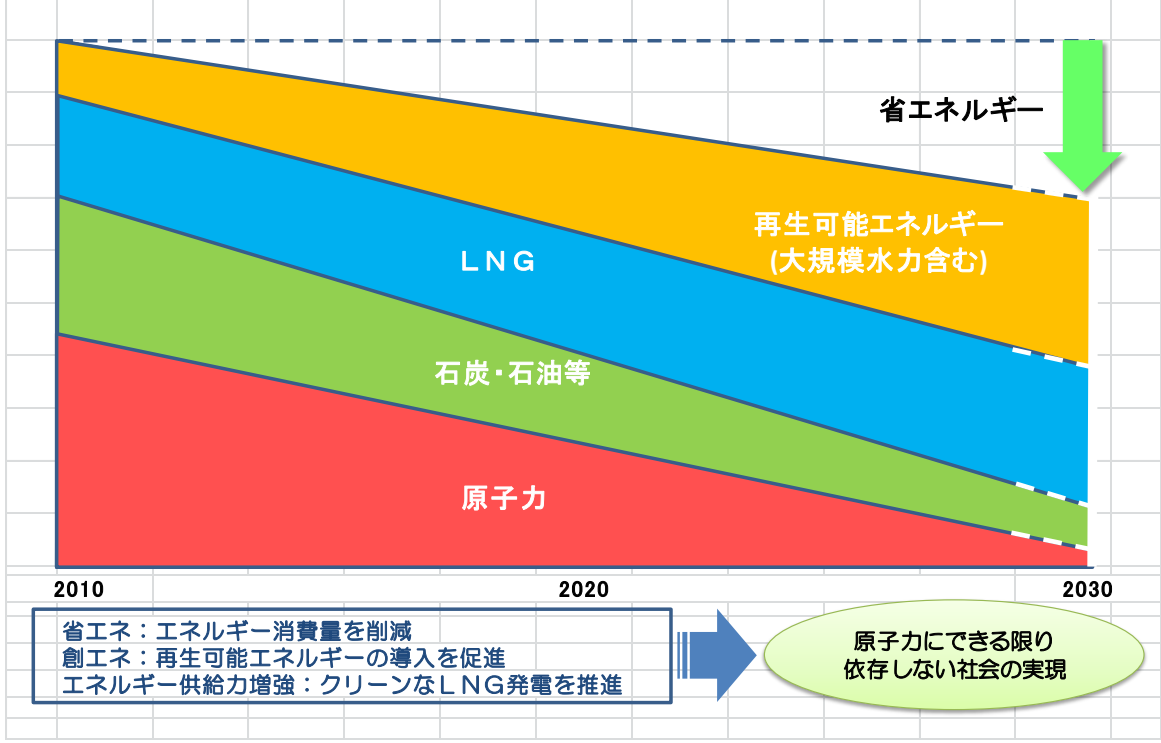 省エネルギー
再生可能エネルギー
(大規模水力含む)
ＬＮＧ
石炭・石油等
原子力
2010 2020 2030
省エネ：エネルギー消費量を削減
創エネ：再生可能エネルギーの導入を促進
エネルギー供給力増強：クリーンなＬＮＧ発電を推進
原子力にできる限り
依存しない社会の実現